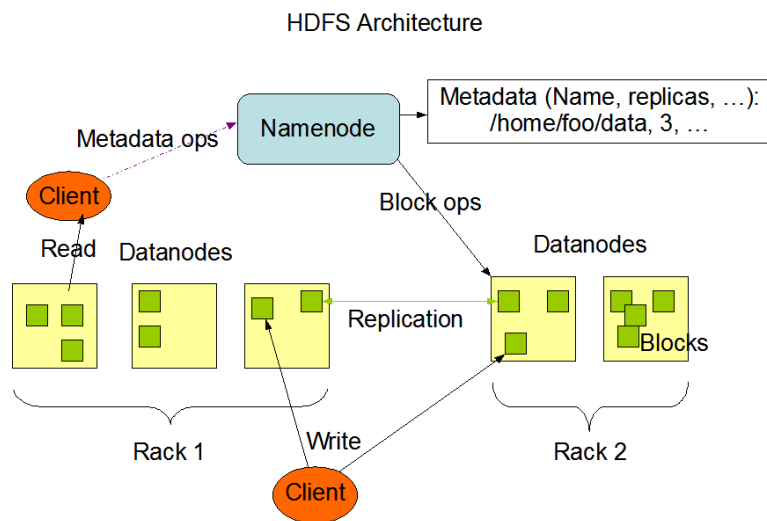 HDFS Architecture
Metadata (Name, replicas, …):
/home/foo/data, 3, …
Namenode
Metadata ops
Client
Block ops
Read
Datanodes
Datanodes
Replication
Blocks
Rack 1
Write
Rack 2
Client